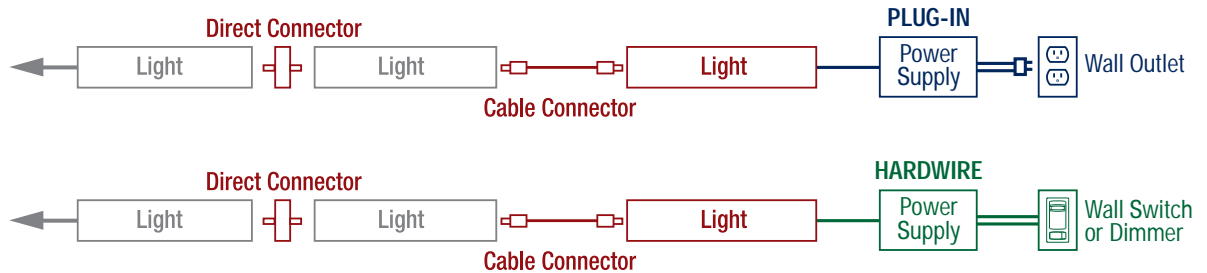 PLUG-IN
Direct Connector
Light
Light
Light
Power
Supply
Wall Outlet
Cable Connector
HARDWIRE
Direct Connector
Light
Light
Light
Power
Supply
Wall Switch
or Dimmer
Cable Connector